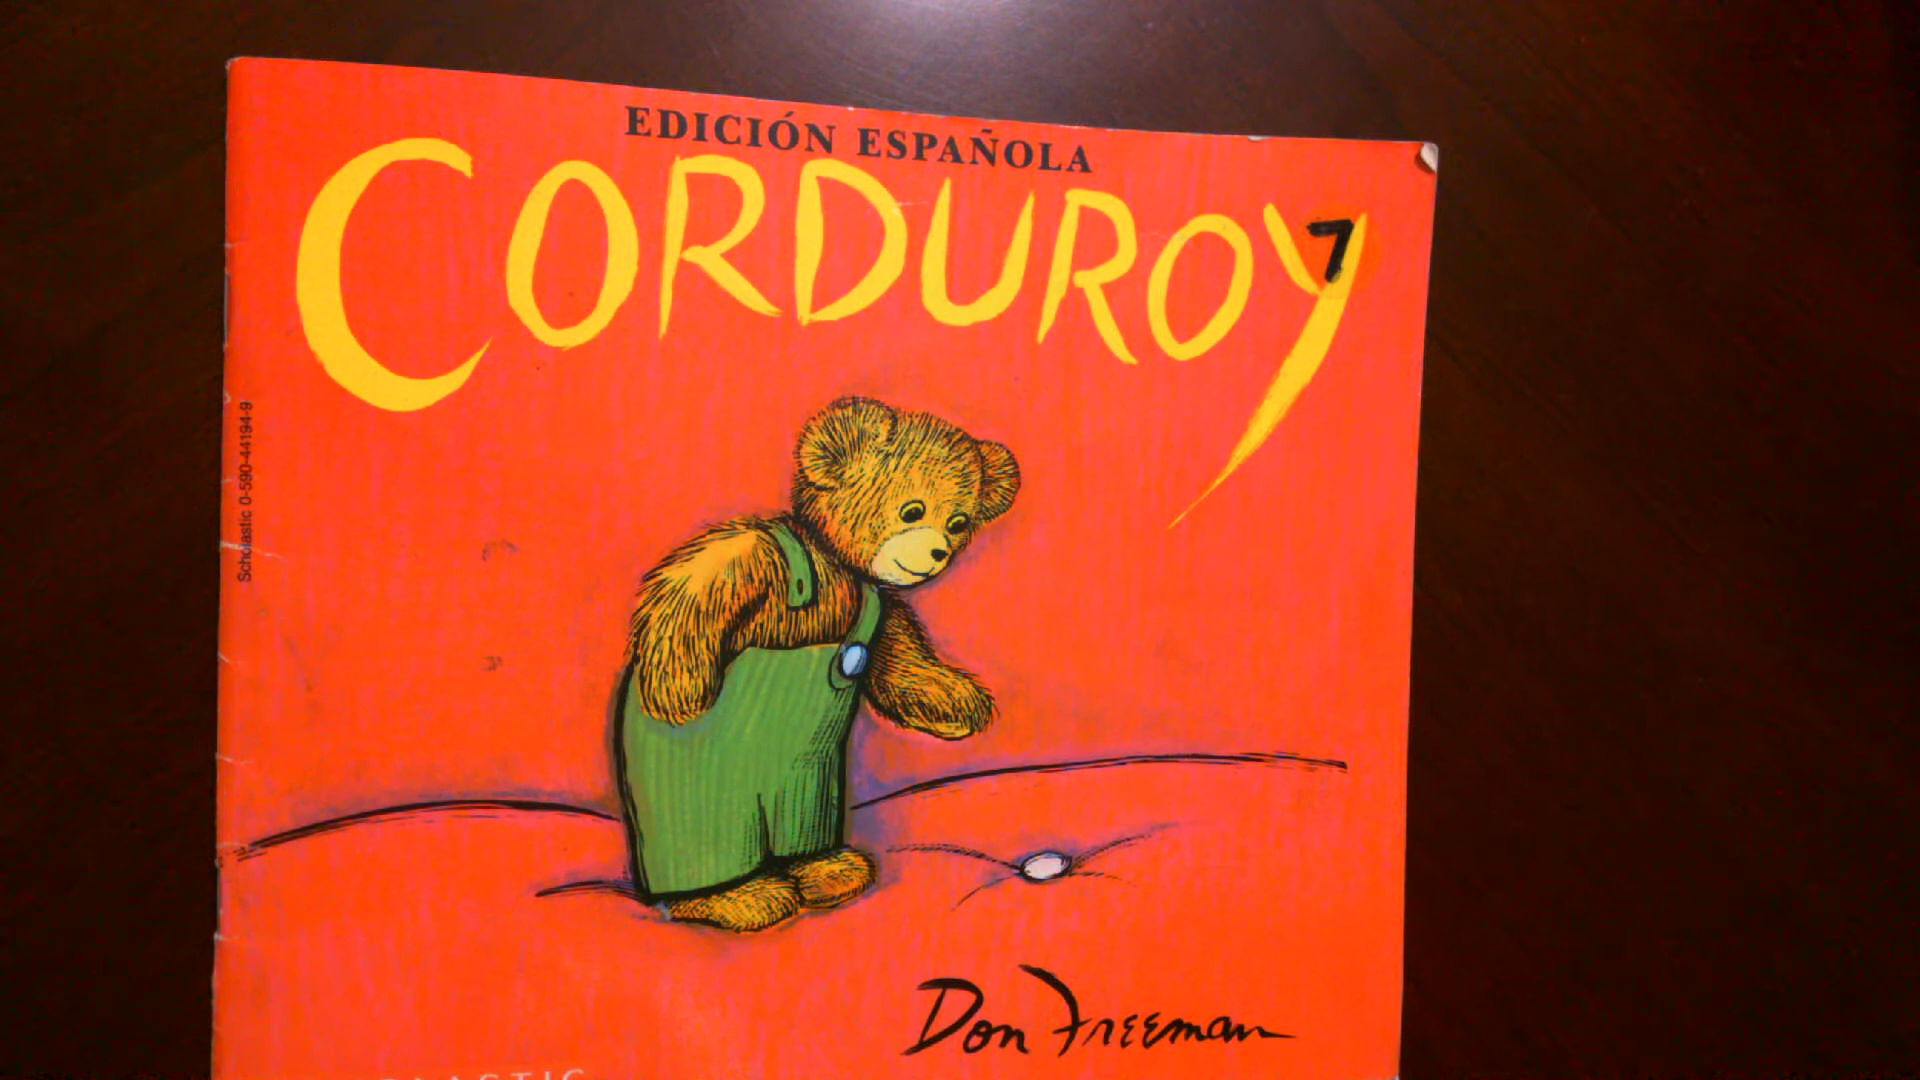 EDICIÓN ESPAÑOLA
CORDUROY
7
Scholastic 0-590-44194-9
Don Freeman